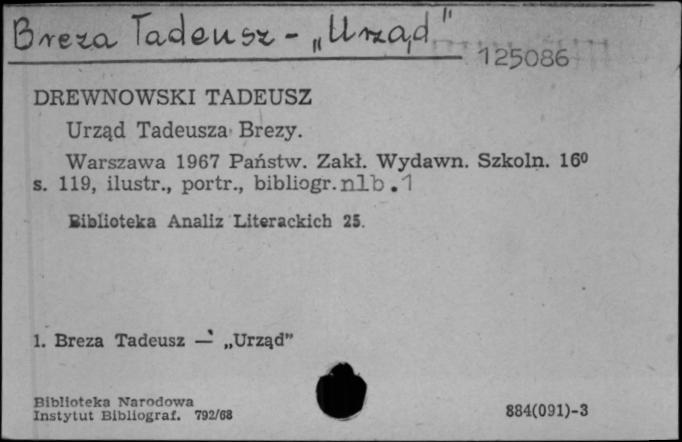 Breza Tadeusz - „Urząd"
125086
DREWNOWSKI TADEUSZ
Urząd Tadeusza Brezy.
Warszawa 1967 Państw. Zakł. Wydawn. Szkoln. 16⁰
s. 119, ilustr., portr., bibliogr. nlb.1
Biblioteka Analiz Literackich 25.
1. Breza Tadeusz — „Urząd”
Biblioteka Narodowa
Instytut Bibliograf. 792/68
884(091)-3